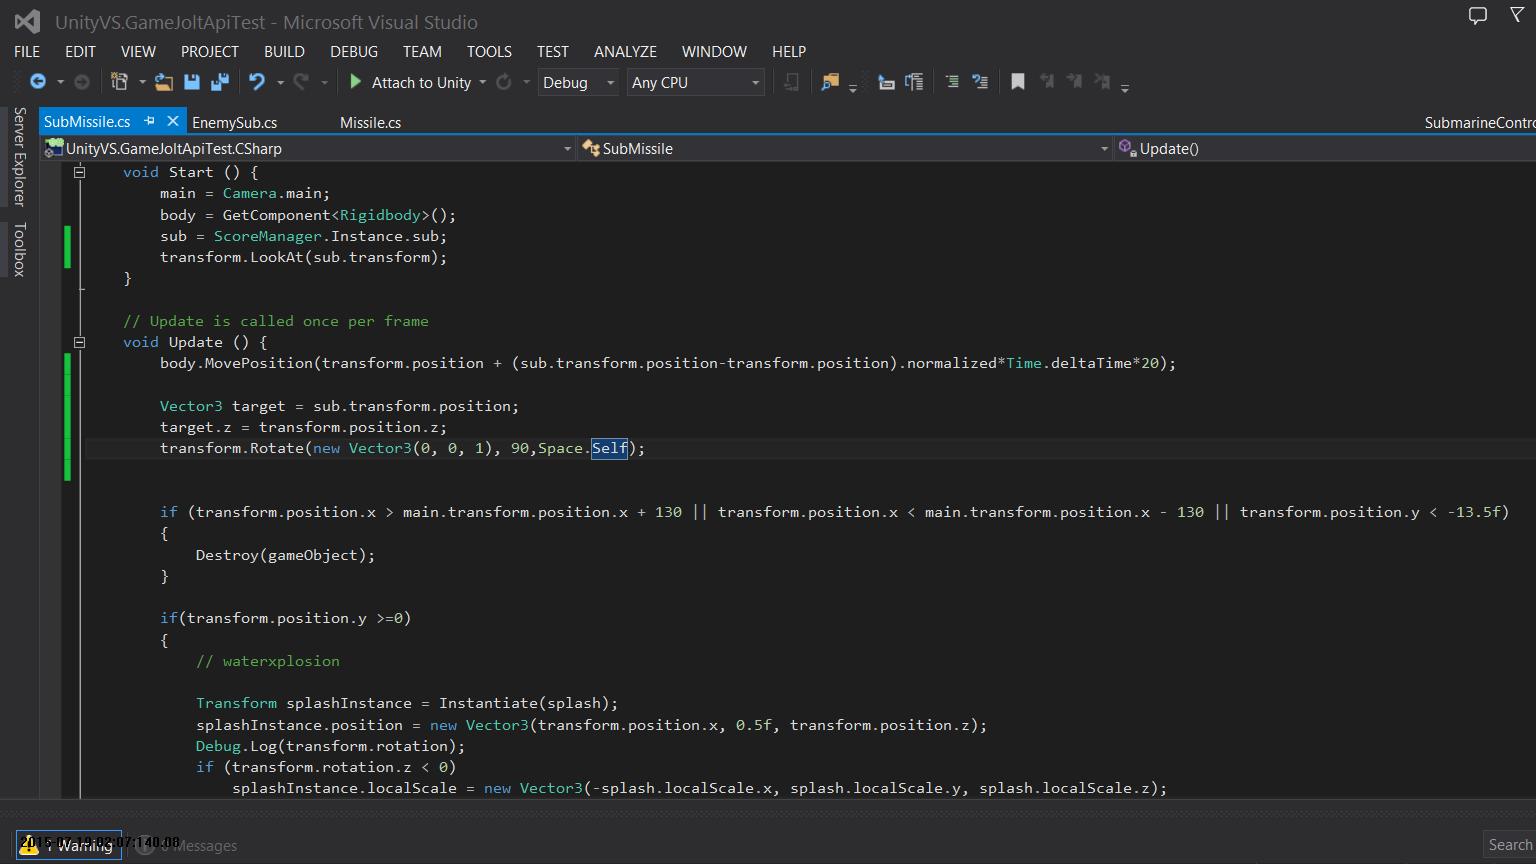 UnityVS.GameJoltApiTest - Microsoft Visual Studio
FILE EDIT VIEW PROJECT BUILD DEBUG TEAM TOOLS TEST ANALYZE WINDOW HELP
Attach to Unity Debug Any CPU
Server Explorer
Toolbox
SubMissile.cs EnemySub.cs Missile.cs SubmarineContro
UnityVS.GameJoltApiTest.CSharp SubMissile Update()
void Start () {
main = Camera.main;
body = GetComponent<Rigidbody>();
sub = ScoreManager.Instance.sub;
transform.LookAt(sub.transform);
}
// Update is called once per frame
void Update () {
body.MovePosition(transform.position + (sub.transform.position-transform.position).normalized*Time.deltaTime*20);
Vector3 target = sub.transform.position;
target.z = transform.position.z;
transform.Rotate(new Vector3(0, 0, 1), 90,Space.Self);
if (transform.position.x > main.transform.position.x + 130 || transform.position.x < main.transform.position.x - 130 || transform.position.y < -13.5f)
{
Destroy(gameObject);
}
if(transform.position.y >=0)
{
// waterxplosion
Transform splashInstance = Instantiate(splash);
splashInstance.position = new Vector3(transform.position.x, 0.5f, transform.position.z);
Debug.Log(transform.rotation);
if (transform.rotation.z < 0)
splashInstance.localScale = new Vector3(-splash.localScale.x, splash.localScale.y, splash.localScale.z);
1 Warning Messages
Search